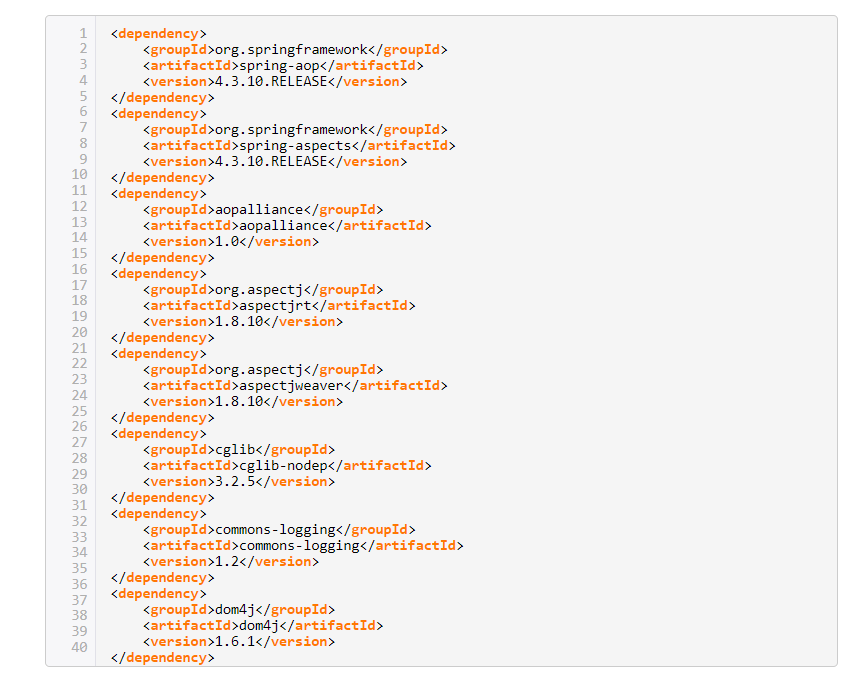 1 <dependency>
2     <groupId>org.springframework</groupId>
3     <artifactId>spring-aop</artifactId>
4     <version>4.3.10.RELEASE</version>
5 </dependency>
6 <dependency>
7     <groupId>org.springframework</groupId>
8     <artifactId>spring-aspects</artifactId>
9     <version>4.3.10.RELEASE</version>
10 </dependency>
11 <dependency>
12     <groupId>aopalliance</groupId>
13     <artifactId>aopalliance</artifactId>
14     <version>1.0</version>
15 </dependency>
16 <dependency>
17     <groupId>org.aspectj</groupId>
18     <artifactId>aspectjrt</artifactId>
19     <version>1.8.10</version>
20 </dependency>
21 <dependency>
22     <groupId>org.aspectj</groupId>
23     <artifactId>aspectjweaver</artifactId>
24     <version>1.8.10</version>
25 </dependency>
26 <dependency>
27     <groupId>cglib</groupId>
28     <artifactId>cglib-nodep</artifactId>
29     <version>3.2.5</version>
30 </dependency>
31 <dependency>
32     <groupId>commons-logging</groupId>
33     <artifactId>commons-logging</artifactId>
34     <version>1.2</version>
35 </dependency>
36 <dependency>
37     <groupId>dom4j</groupId>
38     <artifactId>dom4j</artifactId>
39     <version>1.6.1</version>
40 </dependency>